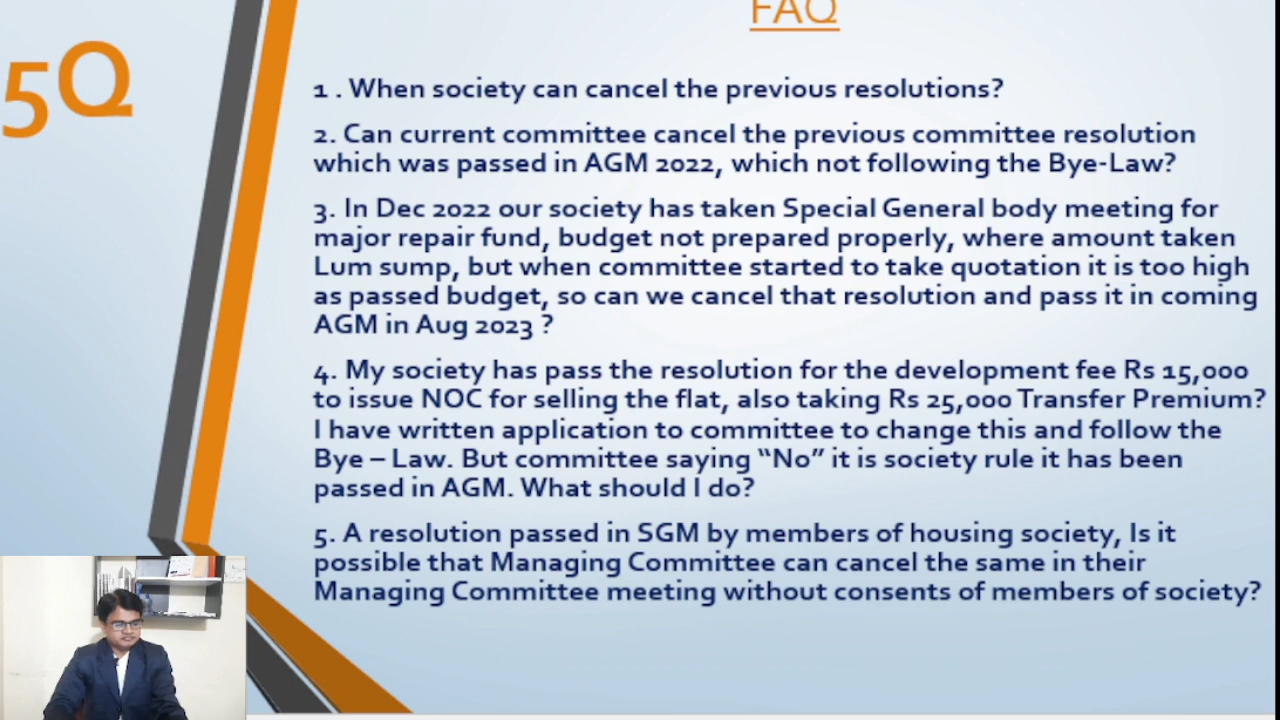 FAQ
5Q
1 . When society can cancel the previous resolutions?
2. Can current committee cancel the previous committee resolution
which was passed in AGM 2022, which not following the Bye-Law?
3. In Dec 2022 our society has taken Special General body meeting for
major repair fund, budget not prepared properly, where amount taken
Lum sump, but when committee started to take quotation it is too high
as passed budget, so can we cancel that resolution and pass it in coming
AGM in Aug 2023 ?
4. My society has pass the resolution for the development fee Rs 15,000
to issue NOC for selling the flat, also taking Rs 25,000 Transfer Premium?
I have written application to committee to change this and follow the
Bye – Law. But committee saying “No” it is society rule it has been
passed in AGM. What should I do?
5. A resolution passed in SGM by members of housing society, Is it
possible that Managing Committee can cancel the same in their
Managing Committee meeting without consents of members of society?